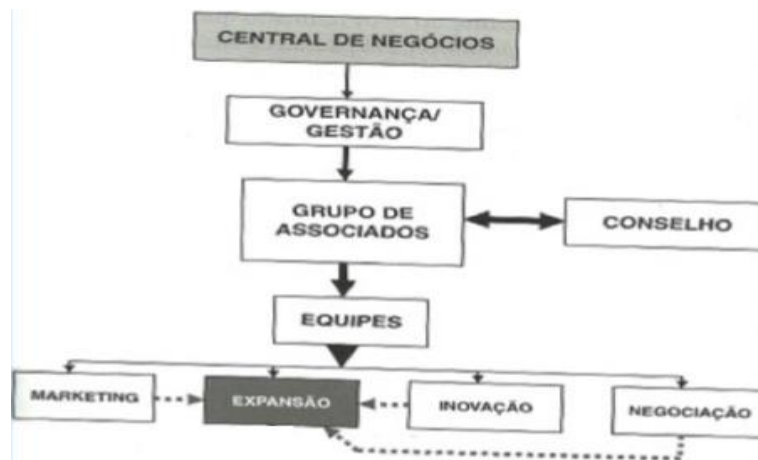 CENTRAL DE NEGÓCIOS
GOVERNANÇA/
GESTÃO
GRUPO DE
ASSOCIADOS
CONSELHO
EQUIPES
MARKETING
EXPANSÃO
INOVAÇÃO
NEGOCIAÇÃO